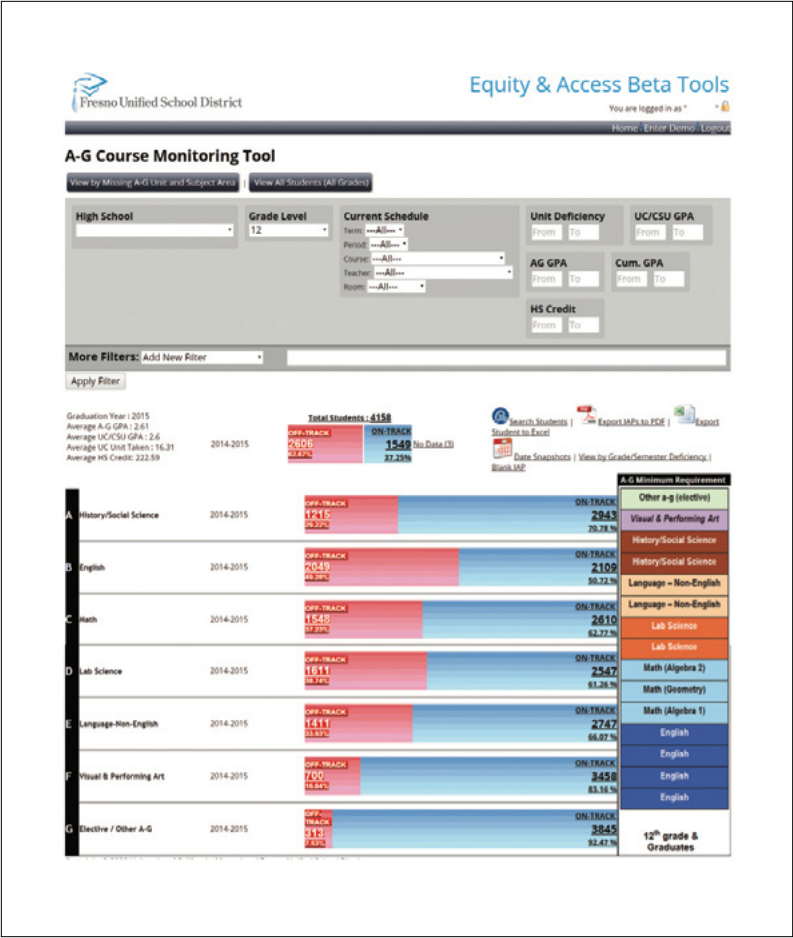 Fresno Unified School District
Equity & Access Beta Tools
You are logged in as "
Home Enter Demo Logout
A-G Course Monitoring Tool
View by Missing A-G Unit and Subject Area | View All Students (All Grades)
High School
Grade Level
12
Current Schedule
Term: ---All---
Period: ---All---
Course: ---All---
Teacher: ---All---
Room: ---All---
Unit Deficiency
From To
UC/CSU GPA
From To
AG GPA
From To
Cum. GPA
From To
HS Credit
From To
More Filters: Add New Filter
Apply Filter
Graduation Year : 2015
Average A-G GPA : 2.61
Average UC/CSU GPA : 2.6
Average UC Unit Taken : 16.31
Average HS Credit: 222.59
2014-2015
Total Students : 4158
OFF-TRACK
2606
62.67%
ON-TRACK
1549
37.25%
No Data (3)
Search Students | Export IAPs to PDF | Export
Student to Excel
Date Snapshots | View by Grade/Semester Deficiency |
Blank IAP
A History/Social Science 2014-2015
OFF-TRACK
1215
29.22%
ON-TRACK
2943
70.78 %
B English 2014-2015
OFF-TRACK
2049
49.28%
ON-TRACK
2109
50.72 %
C Math 2014-2015
OFF-TRACK
1548
37.23%
ON-TRACK
2610
62.77 %
D Lab Science 2014-2015
OFF-TRACK
1611
38.74%
ON-TRACK
2547
61.26 %
E Language-Non-English 2014-2015
OFF-TRACK
1411
33.93%
ON-TRACK
2747
66.07 %
F Visual & Performing Art 2014-2015
OFF-TRACK
700
16.84%
ON-TRACK
3458
83.16 %
G Elective / Other A-G 2014-2015
OFF-
TRACK
313
7.53%
ON-TRACK
3845
92.47 %
A-G Minimum Requirement
Other a-g (elective)
Visual & Performing Art
History/Social Science
History/Social Science
Language – Non-English
Language – Non-English
Lab Science
Lab Science
Math (Algebra 2)
Math (Geometry)
Math (Algebra 1)
English
English
English
English
12th grade &
Graduates